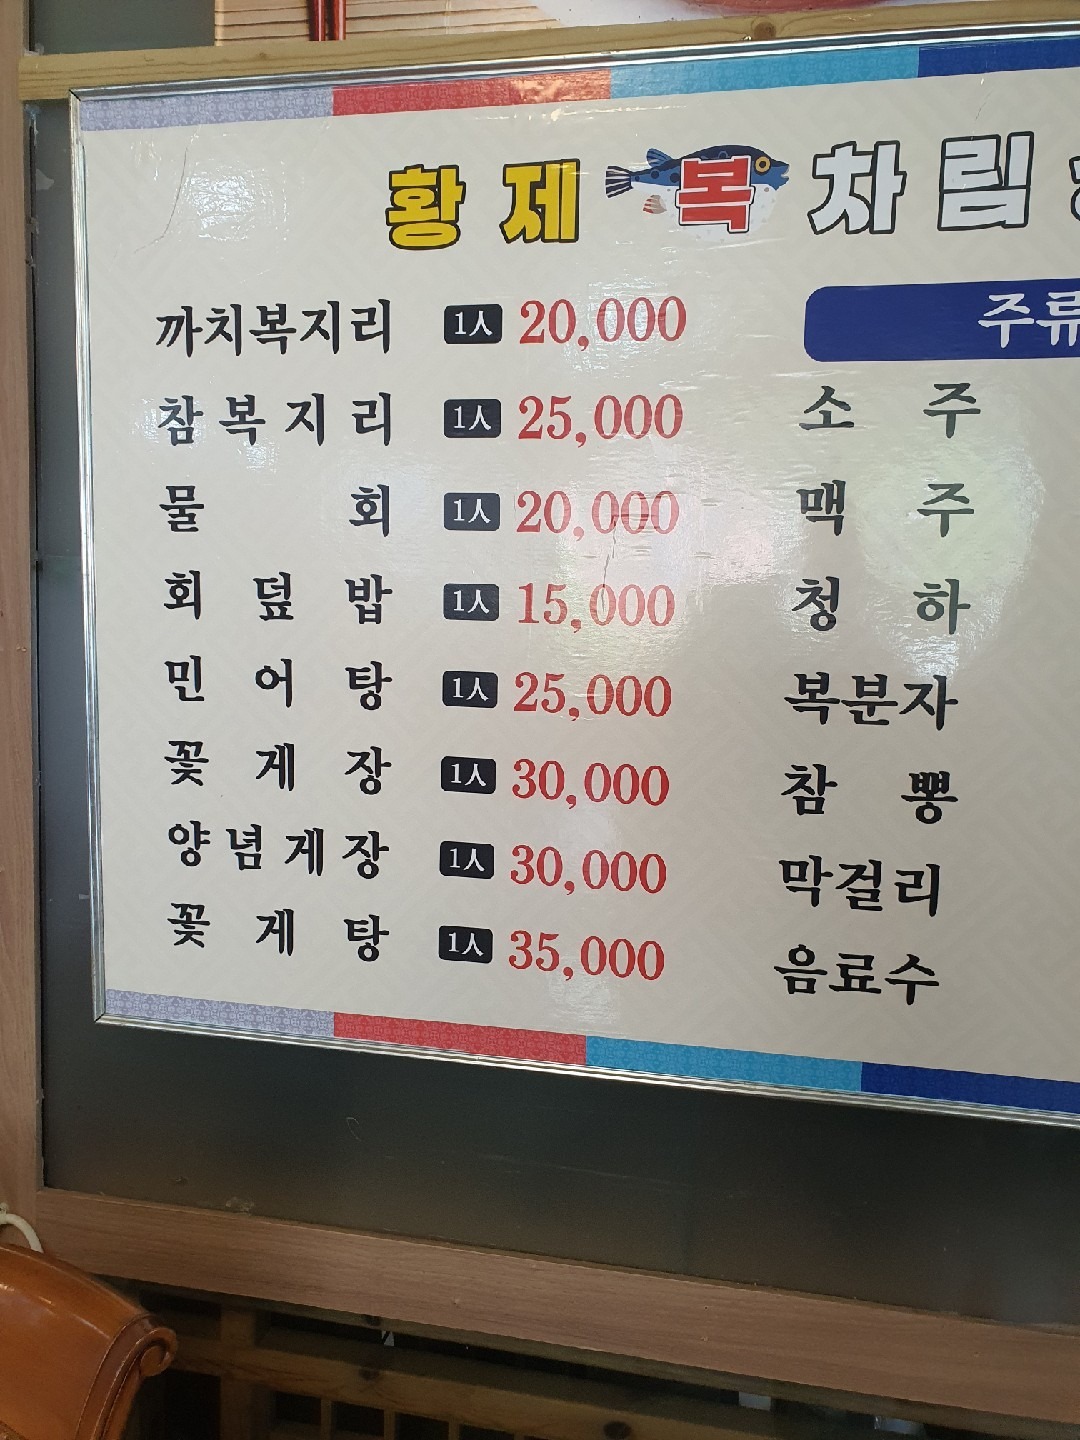 황제 복 차림
까치복지리 1人 20,000
참복지리 1人 25,000
물회 1人 20,000
회덮밥 1人 15,000
민어탕 1人 25,000
꽃게장 1人 30,000
양념게장 1人 30,000
꽃게탕 1人 35,000
주류
소주
맥주
청하
복분자
참뽕
막걸리
음료수